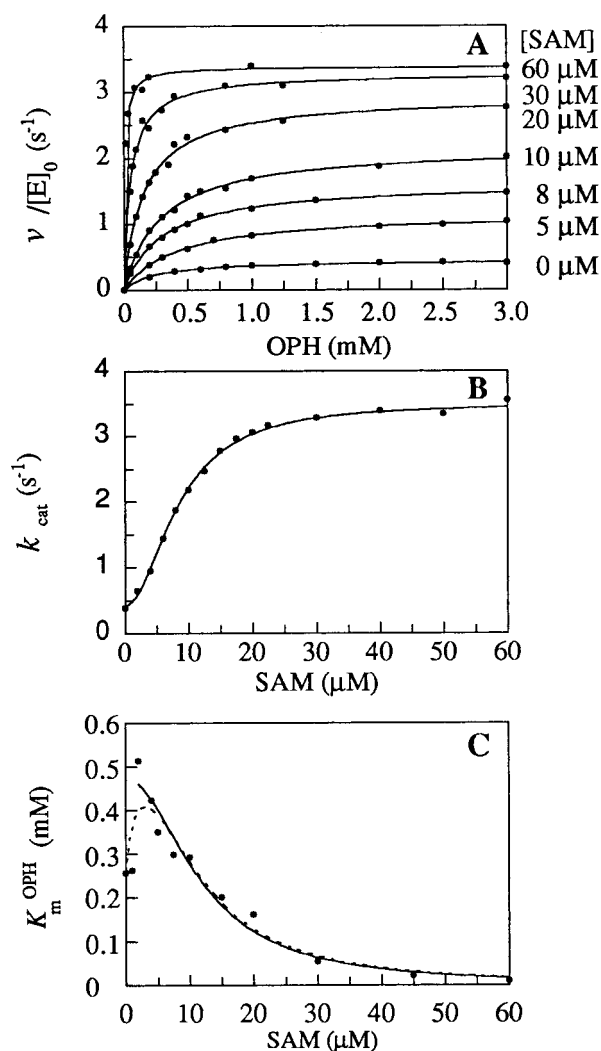 A
[SAM]
60 μM
30 μM
20 μM
10 μM
8 μM
5 μM
0 μM
v /[E]0 (s-1)
4
3
2
1
0
0 0.5 1.0 1.5 2.0 2.5 3.0
OPH (mM)
B
k cat (s-1)
4
3
2
1
0
0 10 20 30 40 50 60
SAM (μM)
C
Km OPH (mM)
0.6
0.5
0.4
0.3
0.2
0.1
0
0 10 20 30 40 50 60
SAM (μM)